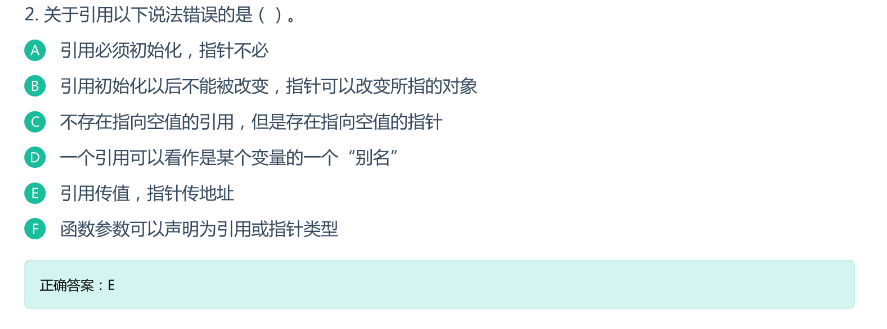 2. 关于引用以下说法错误的是 ( ) 。
A 引用必须初始化，指针不必
B 引用初始化以后不能被改变，指针可以改变所指的对象
C 不存在指向空值的引用，但是存在指向空值的指针
D 一个引用可以看作是某个变量的一个“别名”
E 引用传值，指针传地址
F 函数参数可以声明为引用或指针类型
正确答案：E